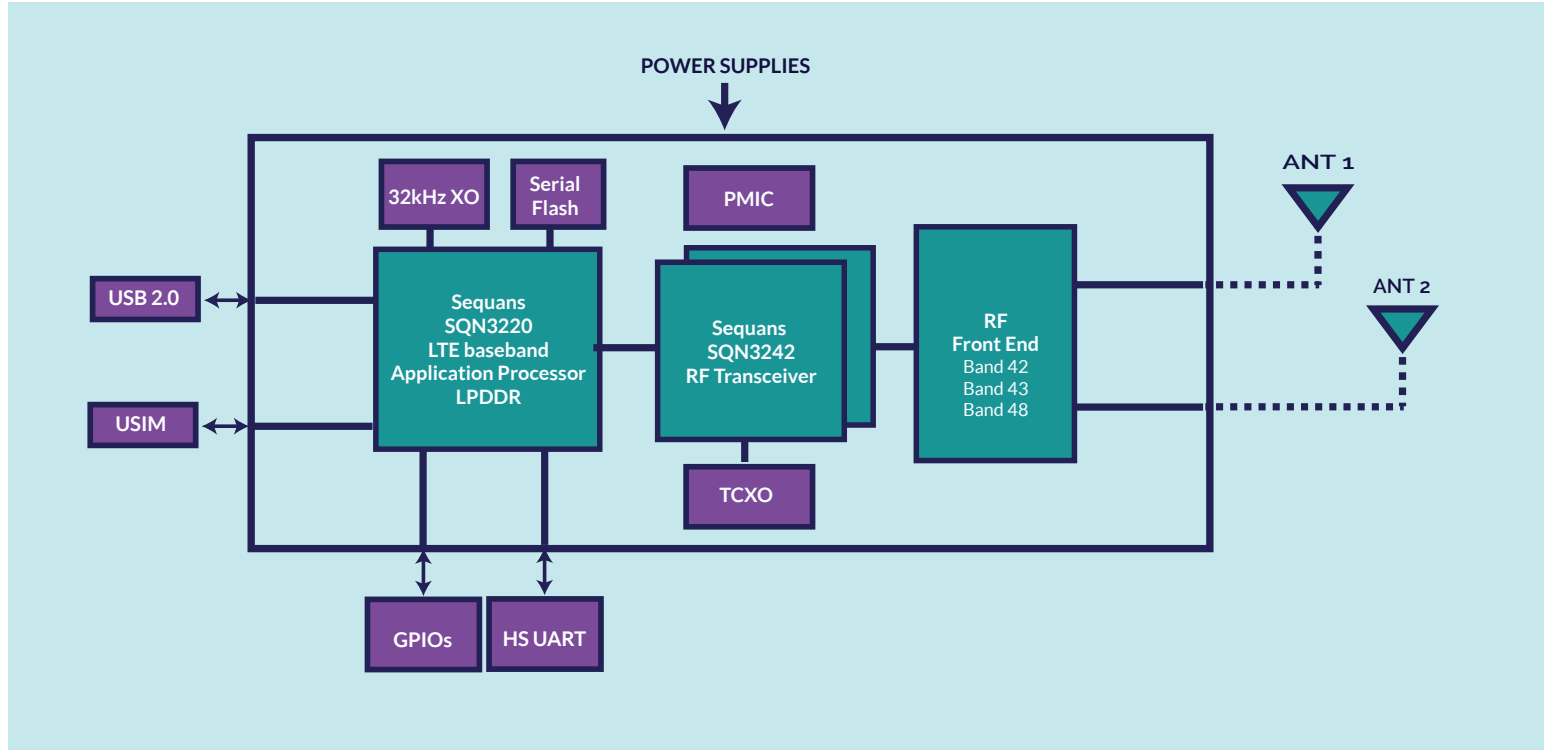 POWER SUPPLIES
ANT 1
32kHz XO
Serial
Flash
PMIC
USB 2.0
ANT 2
Sequans
SQN3220
LTE baseband
Application Processor
LPDDR
Sequans
SQN3242
RF Transceiver
RF
Front End
Band 42
Band 43
Band 48
USIM
TCXO
GPIOs
HS UART